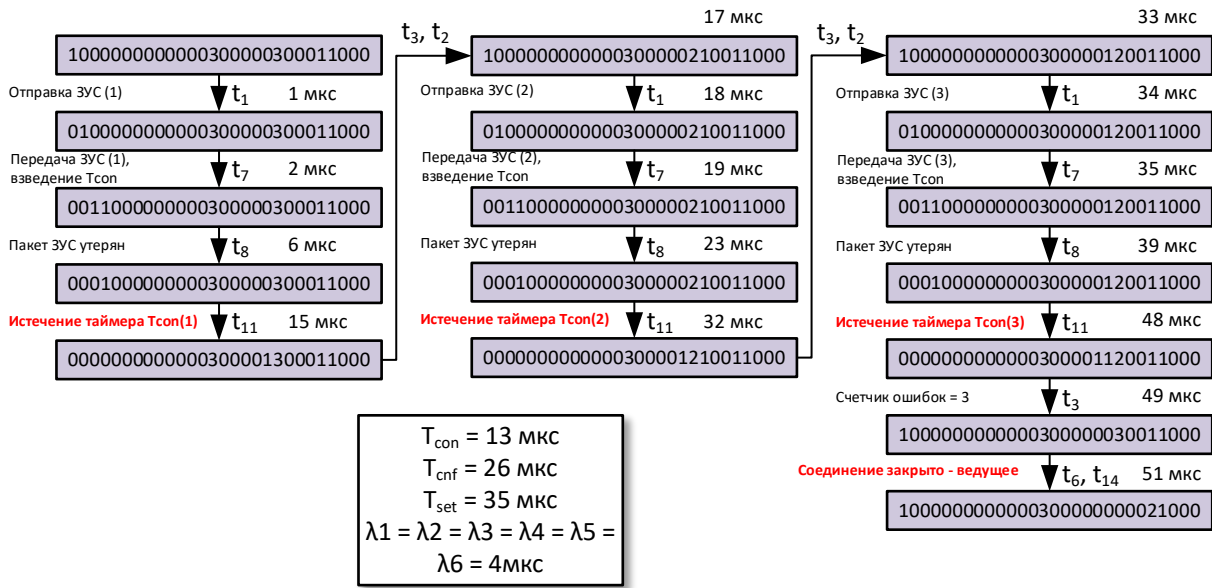 1000000000000300000300011000
Отправка ЗУС (1)
t1
1 мкс
0100000000000300000300011000
Передача ЗУС (1),
взведение Tcon
t7
2 мкс
0011000000000300000300011000
Пакет ЗУС утерян
t8
6 мкс
0001000000000300000300011000
Истечение таймера Tcon(1)
t11
15 мкс
0000000000000300001300011000
t3, t2
17 мкс
1000000000000300000210011000
Отправка ЗУС (2)
t1
18 мкс
0100000000000300000210011000
Передача ЗУС (2),
взведение Tcon
t7
19 мкс
0011000000000300000210011000
Пакет ЗУС утерян
t8
23 мкс
0001000000000300000210011000
Истечение таймера Tcon(2)
t11
32 мкс
0000000000000300001210011000
t3, t2
33 мкс
1000000000000300000120011000
Отправка ЗУС (3)
t1
34 мкс
0100000000000300000120011000
Передача ЗУС (3),
взведение Tcon
t7
35 мкс
0011000000000300000120011000
Пакет ЗУС утерян
t8
39 мкс
0001000000000300000120011000
Истечение таймера Tcon(3)
t11
48 мкс
0000000000000300001120011000
Счетчик ошибок = 3
t3
49 мкс
1000000000000300000030011000
Соединение закрыто - ведущее
t6, t14
51 мкс
1000000000000300000000021000
Tcon = 13 мкс
Tcnf = 26 мкс
Tset = 35 мкс
λ1 = λ2 = λ3 = λ4 = λ5 =
λ6 = 4мкс